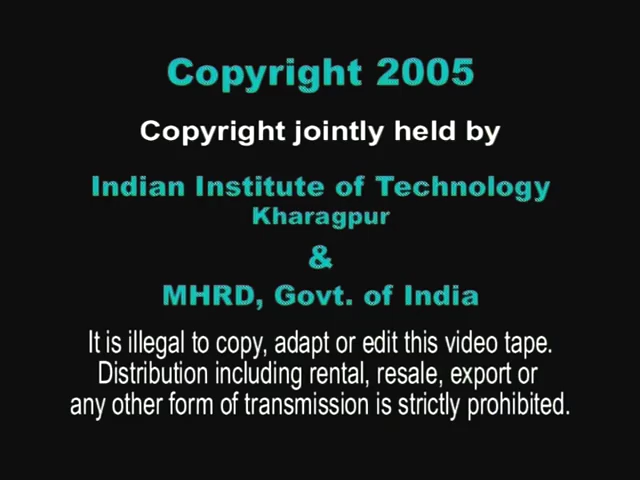 Copyright 2005
Copyright jointly held by
Indian Institute of Technology
Kharagpur
&
MHRD, Govt. of India
It is illegal to copy, adapt or edit this video tape.
Distribution including rental, resale, export or
any other form of transmission is strictly prohibited.